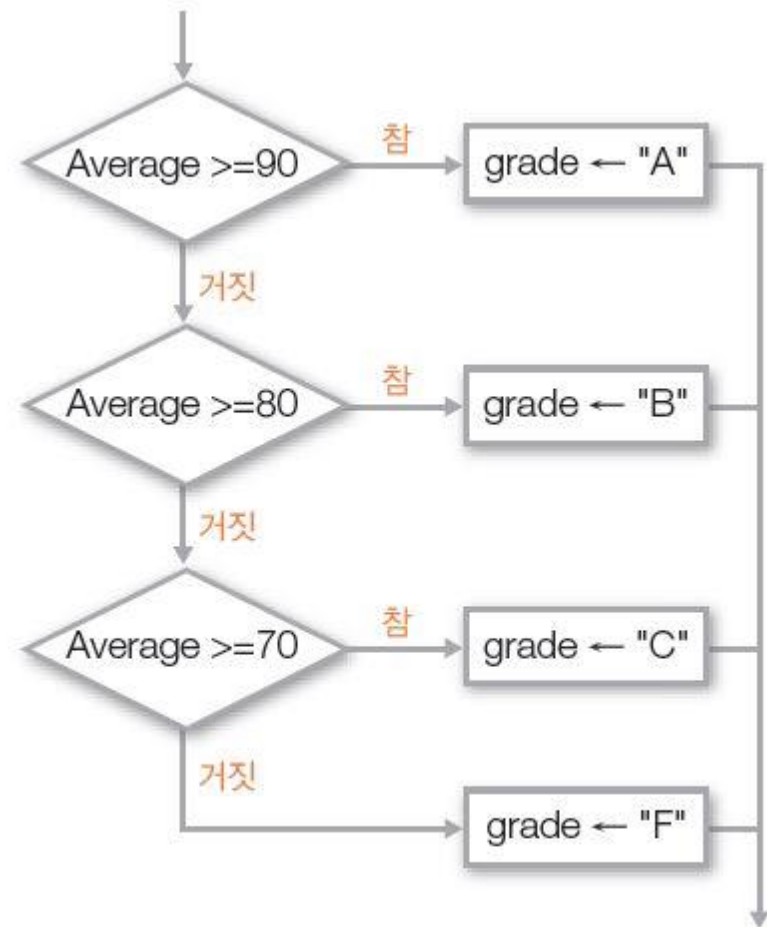 참
Average >=90
grade ← "A"
거짓
참
Average >=80
grade ← "B"
거짓
참
Average >=70
grade ← "C"
거짓
grade ← "F"